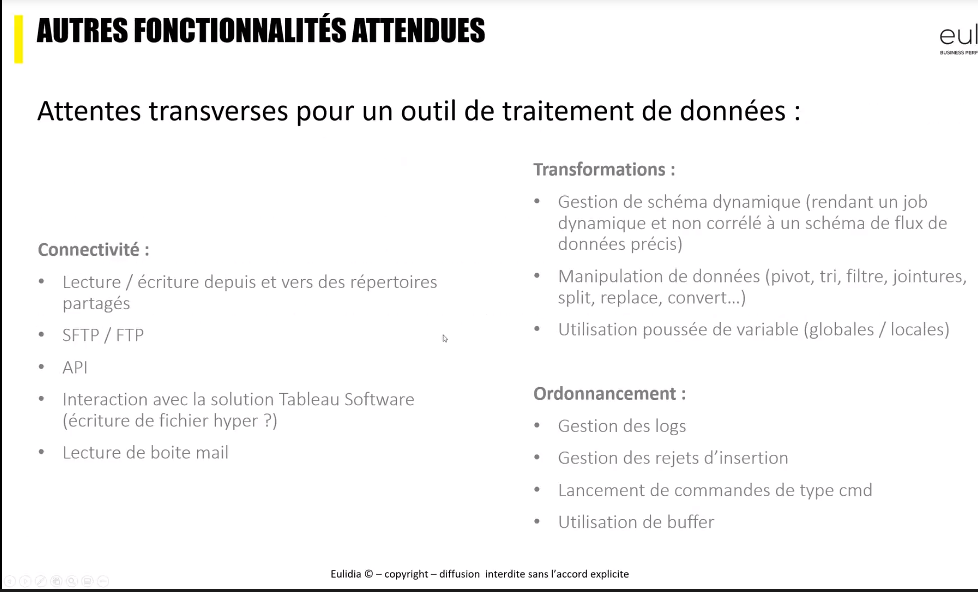 AUTRES FONCTIONNALITÉS ATTENDUES
eul
BUSINESS PERF
Attentes transverses pour un outil de traitement de données :
Connectivité :
• Lecture / écriture depuis et vers des répertoires
partagés
• SFTP / FTP
• API
• Interaction avec la solution Tableau Software
(écriture de fichier hyper ?)
• Lecture de boite mail
Transformations :
• Gestion de schéma dynamique (rendant un job
dynamique et non corrélé à un schéma de flux de
données précis)
• Manipulation de données (pivot, tri, filtre, jointures,
split, replace, convert…)
• Utilisation poussée de variable (globales / locales)
Ordonnancement :
• Gestion des logs
• Gestion des rejets d’insertion
• Lancement de commandes de type cmd
• Utilisation de buffer
Eulidia © – copyright – diffusion interdite sans l’accord explicite